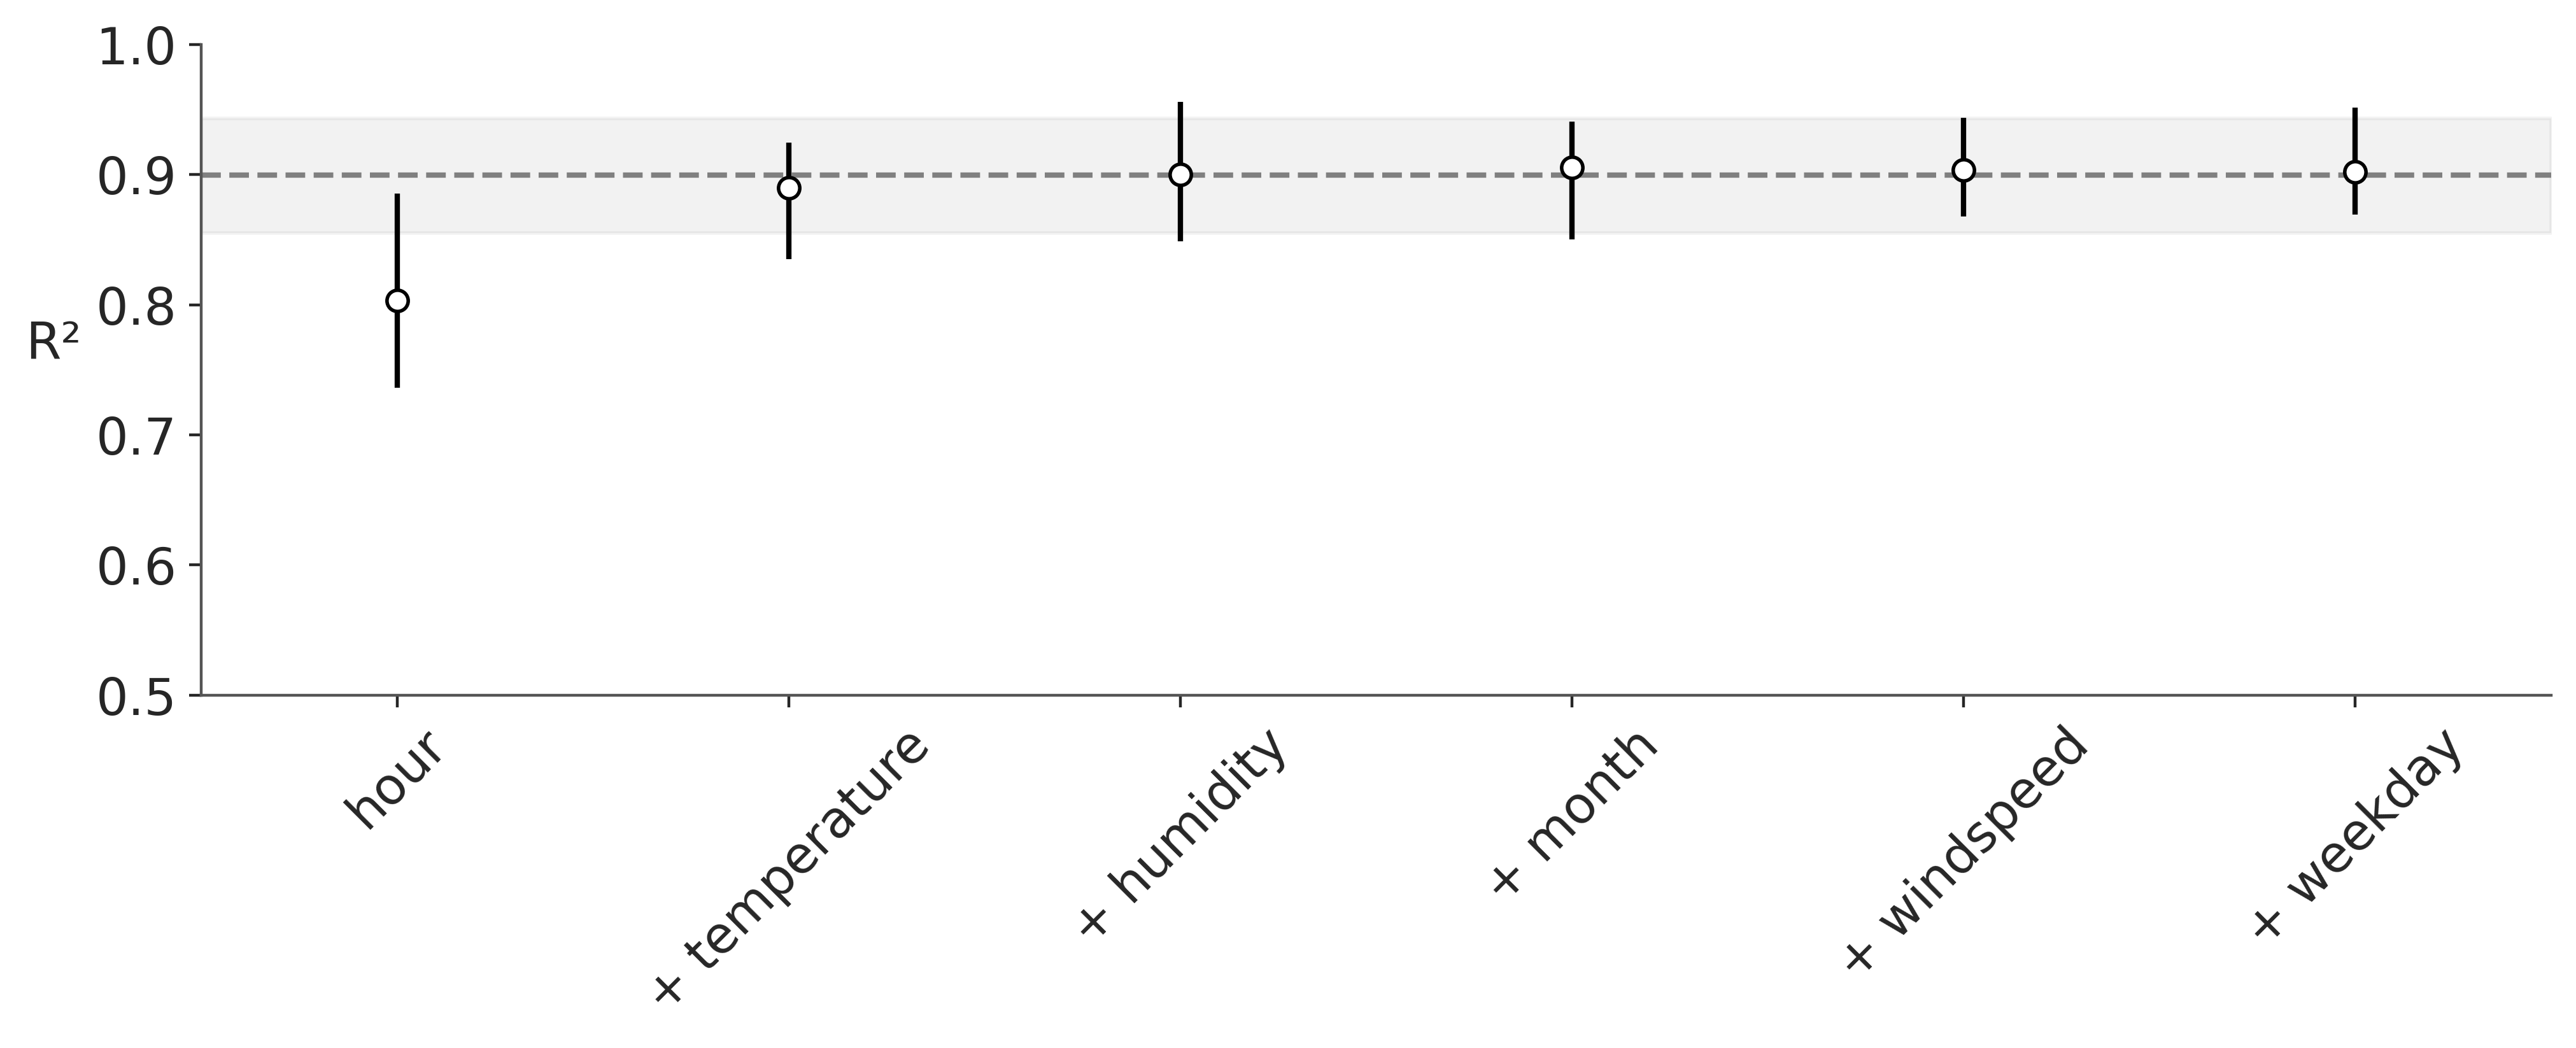 1.0
0.9
0.8
0.7
0.6
0.5
R²
hour
+ temperature
+ humidity
+ month
+ windspeed
+ weekday